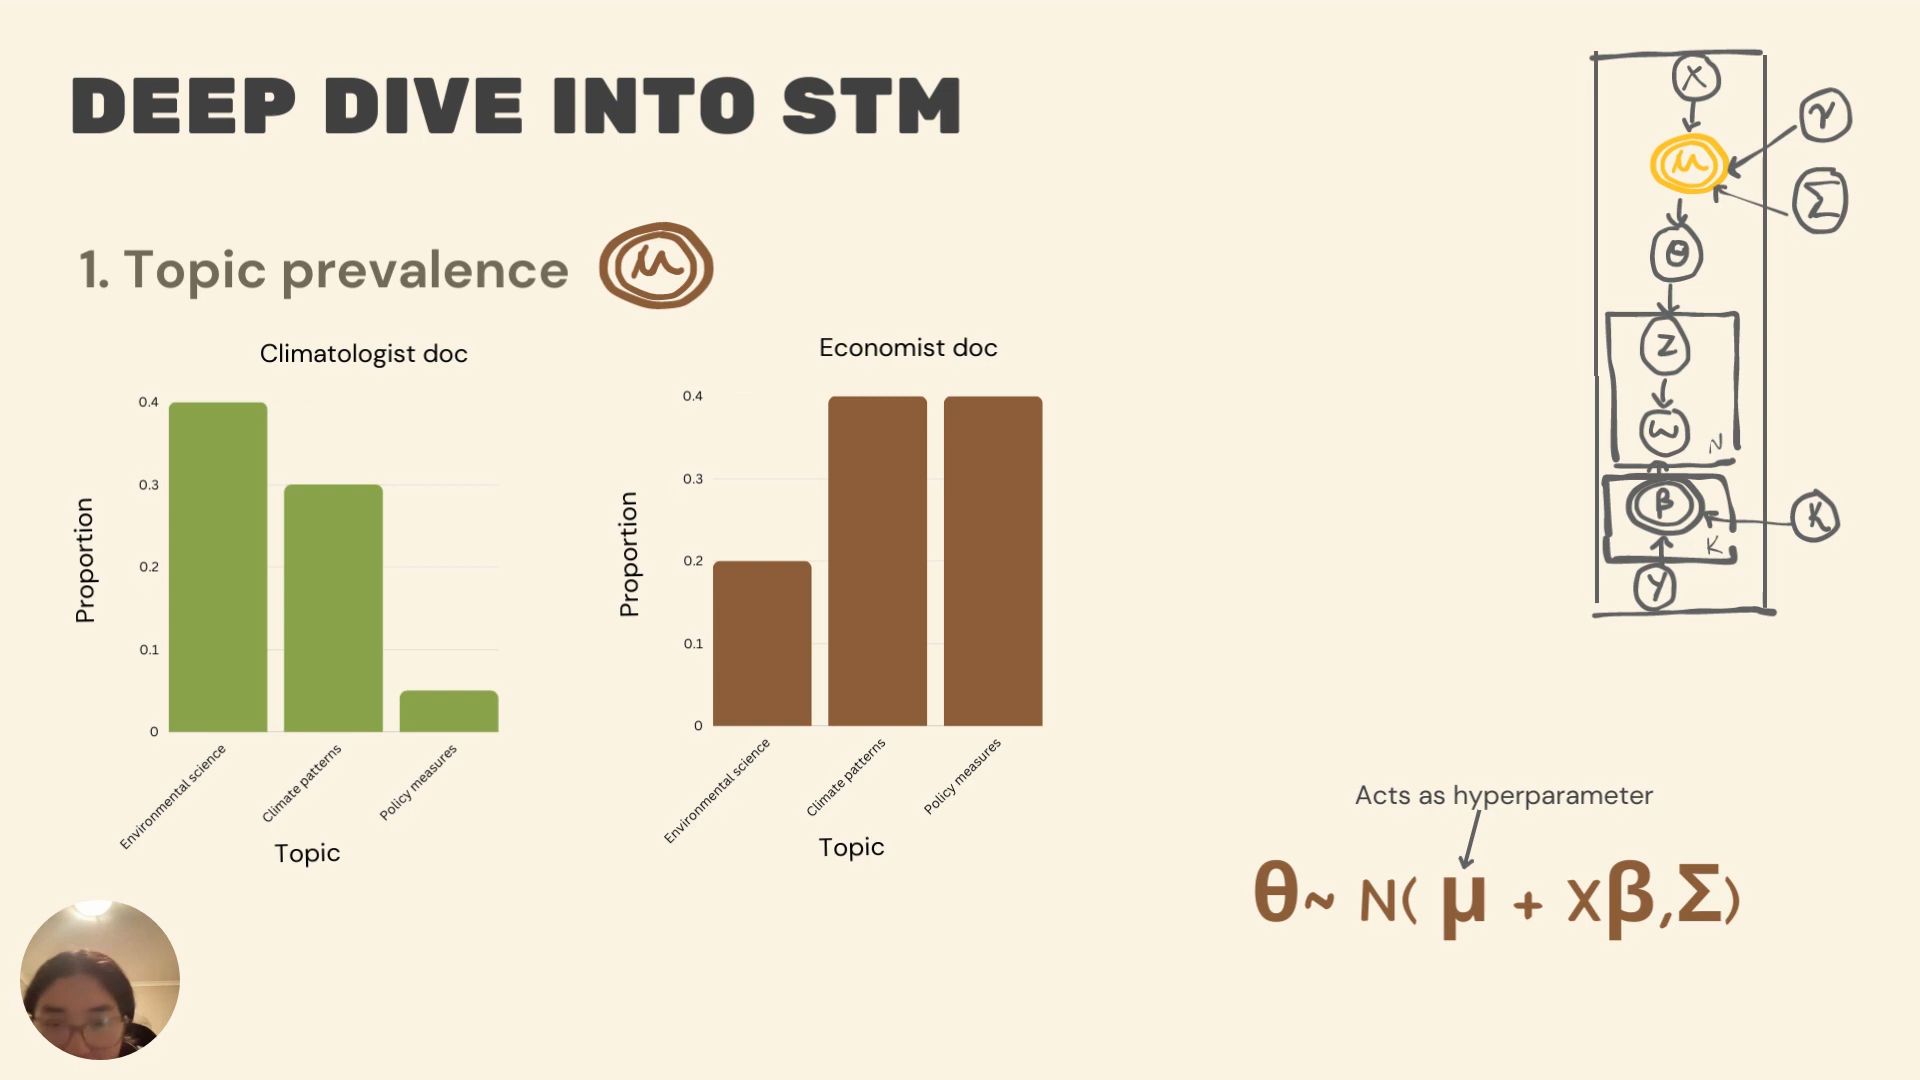 DEEP DIVE INTO STM
1. Topic prevalence μ
Climatologist doc
Proportion
0.4
0.3
0.2
0.1
0
Environmental science
Climate patterns
Policy measures
Topic
Economist doc
Proportion
0.4
0.3
0.2
0.1
0
Environmental science
Climate patterns
Policy measures
Topic
X
γ
μ
Σ
θ
Z
ω
N
β
K
K
Y
Acts as hyperparameter
θ~ N( μ + Xβ,Σ)